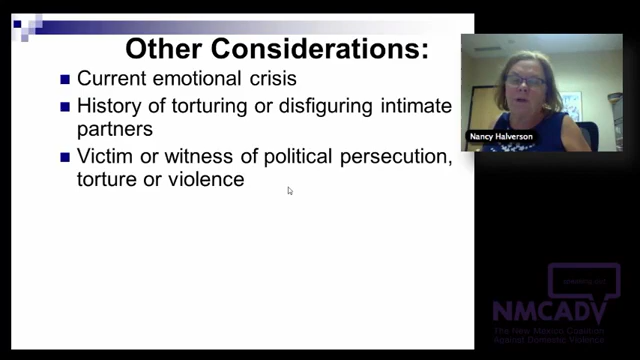 Other Considerations:
Current emotional crisis
History of torturing or disfiguring intimate
partners
Victim or witness of political persecution,
torture or violence
Nancy Halverson
NMCADV
The New Mexico Coalition
Against Domestic Violence